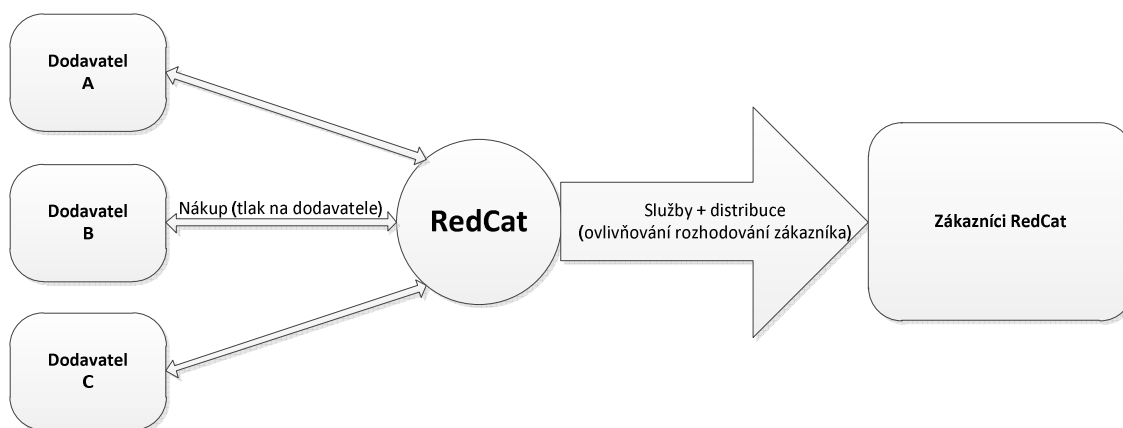 Dodavatel
A
Dodavatel
B
Dodavatel
C
Nákup (tlak na dodavatele)
RedCat
Služby + distribuce
(ovlivňování rozhodování zákazníka)
Zákazníci RedCat